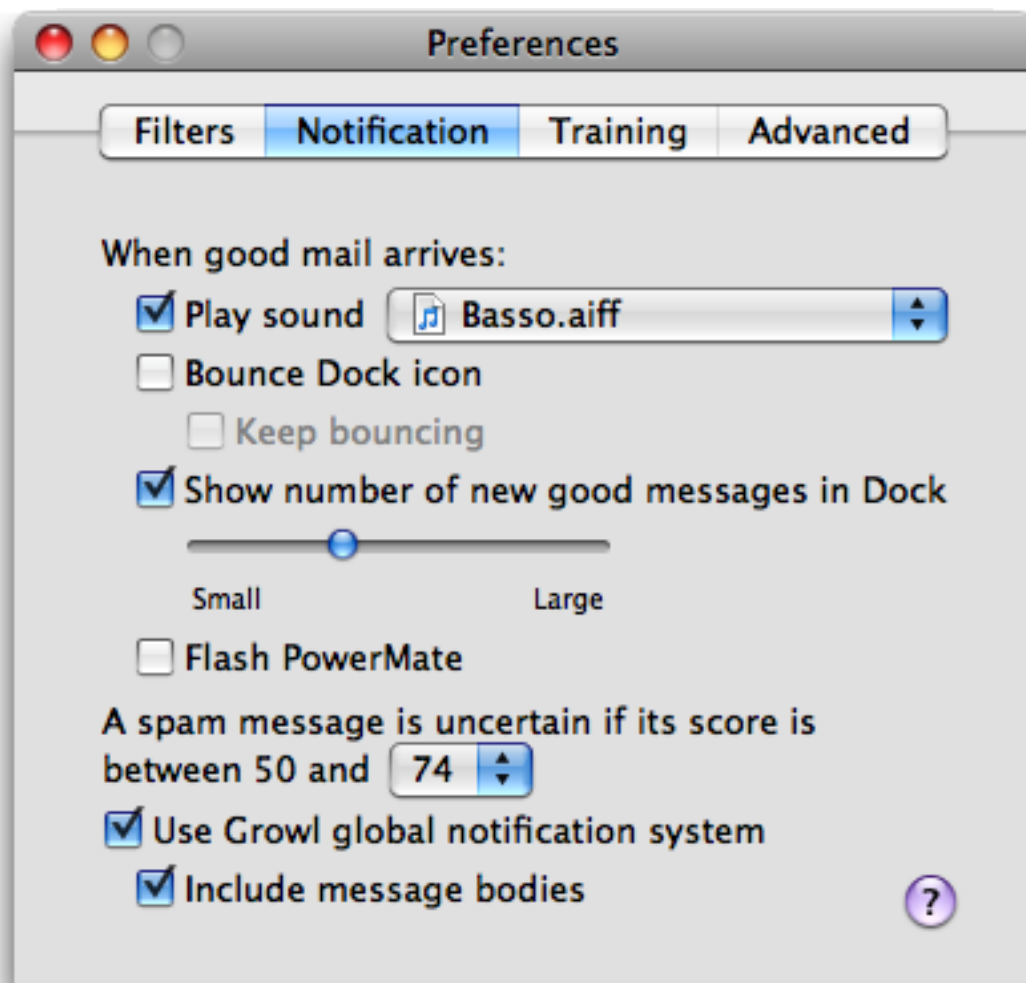 Preferences
Filters Notification Training Advanced
When good mail arrives:
Play sound Basso.aiff
Bounce Dock icon
Keep bouncing
Show number of new good messages in Dock
Small Large
Flash PowerMate
A spam message is uncertain if its score is
between 50 and 74
Use Growl global notification system
Include message bodies
?